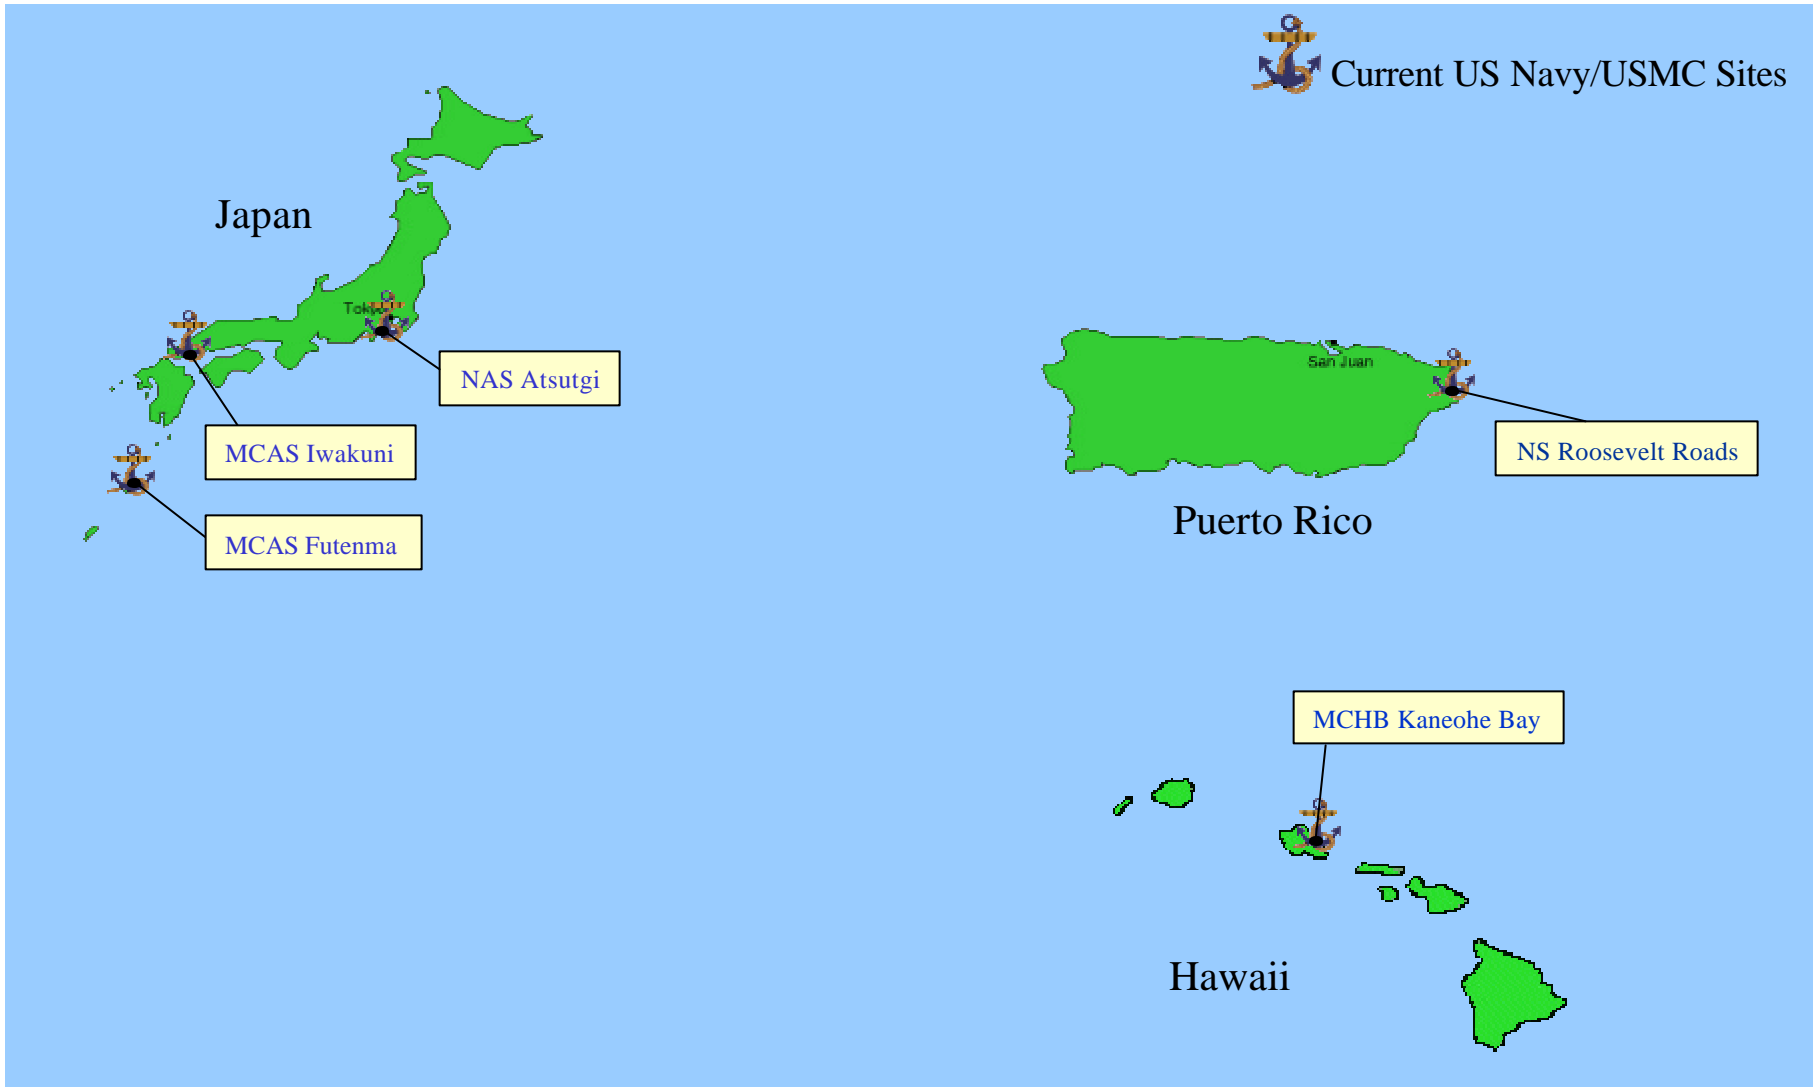 Current US Navy/USMC Sites
Japan
Tokyo
NAS Atsutgi
MCAS Iwakuni
MCAS Futenma
San Juan
NS Roosevelt Roads
Puerto Rico
MCHB Kaneohe Bay
Hawaii